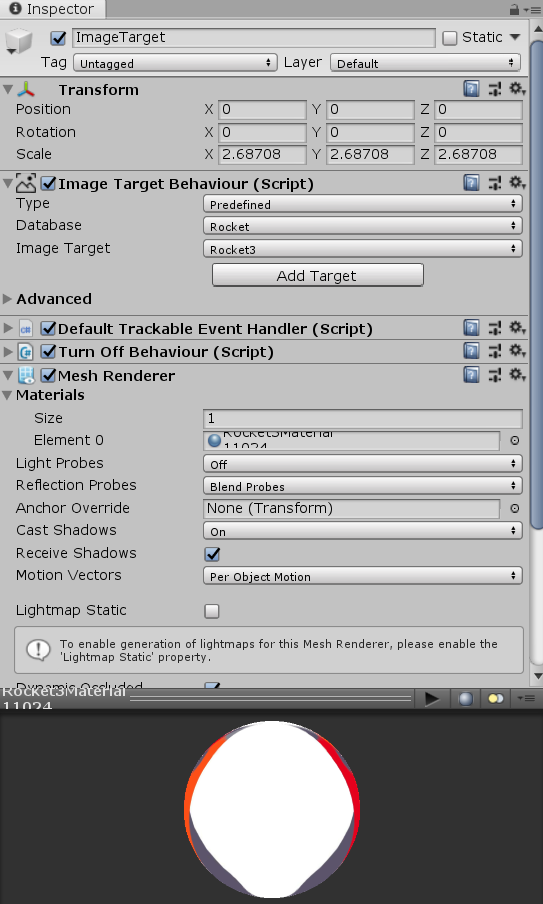 Inspector
ImageTarget Static
Tag Untagged Layer Default
Transform
Position X 0 Y 0 Z 0
Rotation X 0 Y 0 Z 0
Scale X 2.68708 Y 2.68708 Z 2.68708
Image Target Behaviour (Script)
Type Predefined
Database Rocket
Image Target Rocket3
Add Target
Advanced
Default Trackable Event Handler (Script)
Turn Off Behaviour (Script)
Mesh Renderer
Materials
Size 1
Element 0 Rocket3Material
11024
Light Probes Off
Reflection Probes Blend Probes
Anchor Override None (Transform)
Cast Shadows On
Receive Shadows
Motion Vectors Per Object Motion
Lightmap Static
To enable generation of lightmaps for this Mesh Renderer, please enable the
'Lightmap Static' property.
Dynamic Occluded
Rocket3Material
11024